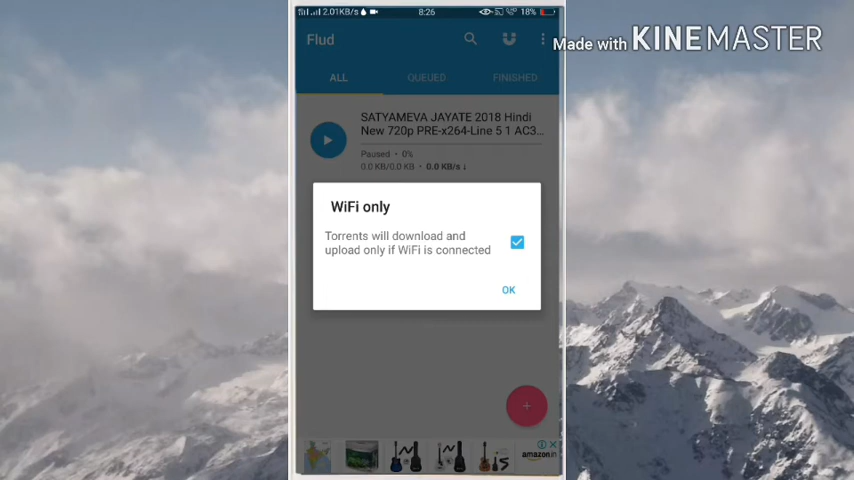 2.01KB/s
8:26
18%
Flud
Made with KINEMASTER
ALL
QUEUED
FINISHED
SATYAMEVA JAYATE 2018 Hindi
New 720p PRE-x264-Line 5 1 AC3...
Paused • 0%
0.0 KB/0.0 KB • 0.0 KB/s ↓
WiFi only
Torrents will download and
upload only if WiFi is connected
OK
+
amazon.in